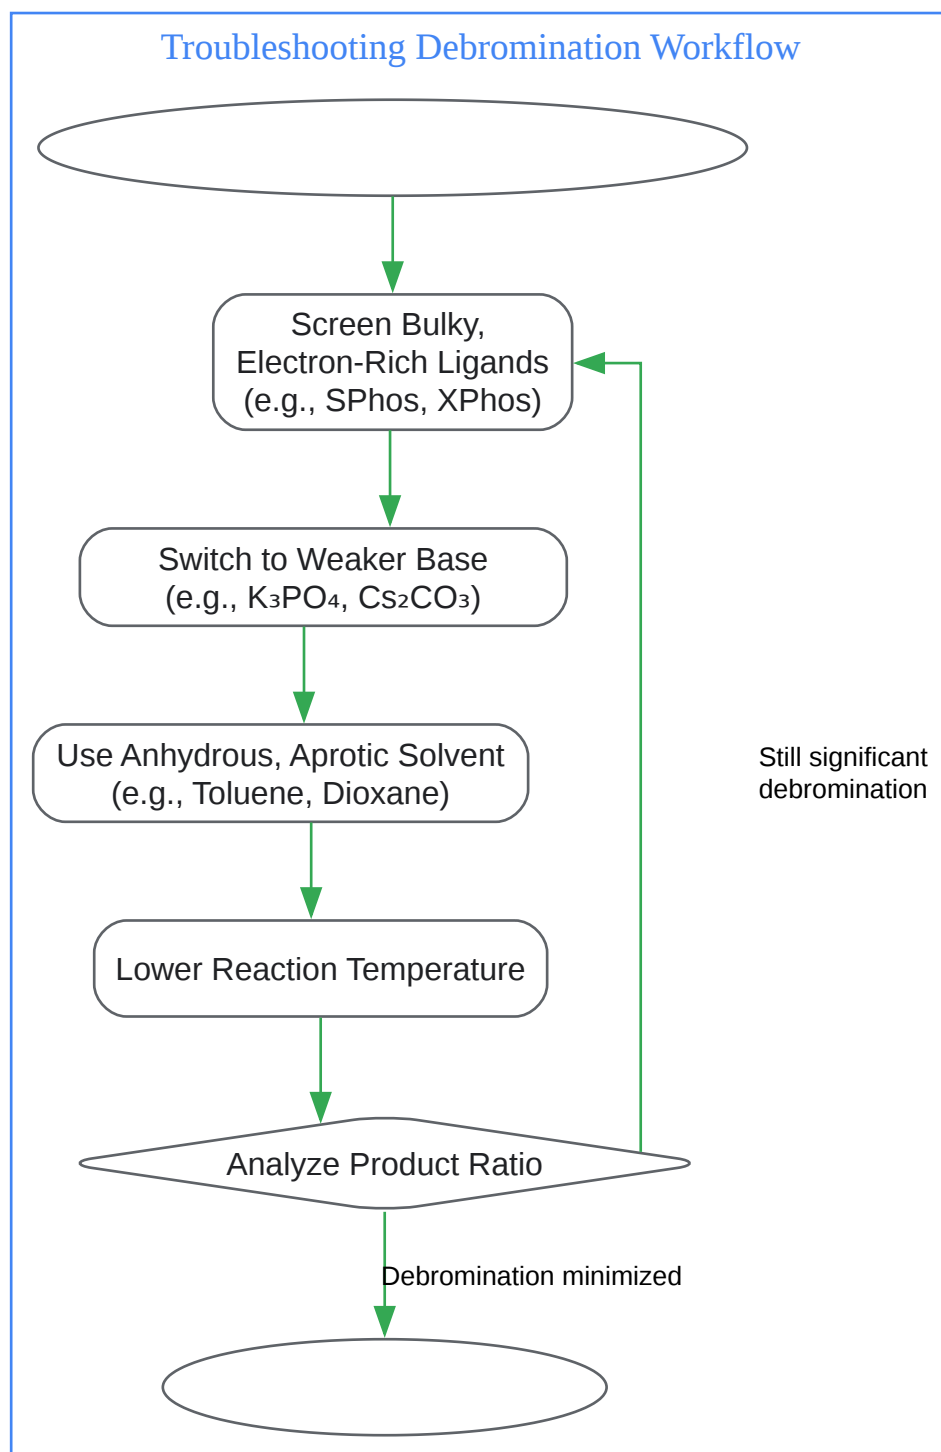 Troubleshooting Debromination Workflow
Screen Bulky,
Electron-Rich Ligands
(e.g., SPhos, XPhos)
Switch to Weaker Base
(e.g., K₃PO₄, Cs₂CO₃)
Use Anhydrous, Aprotic Solvent
(e.g., Toluene, Dioxane)
Still significant
debromination
Lower Reaction Temperature
Analyze Product Ratio
Debromination minimized